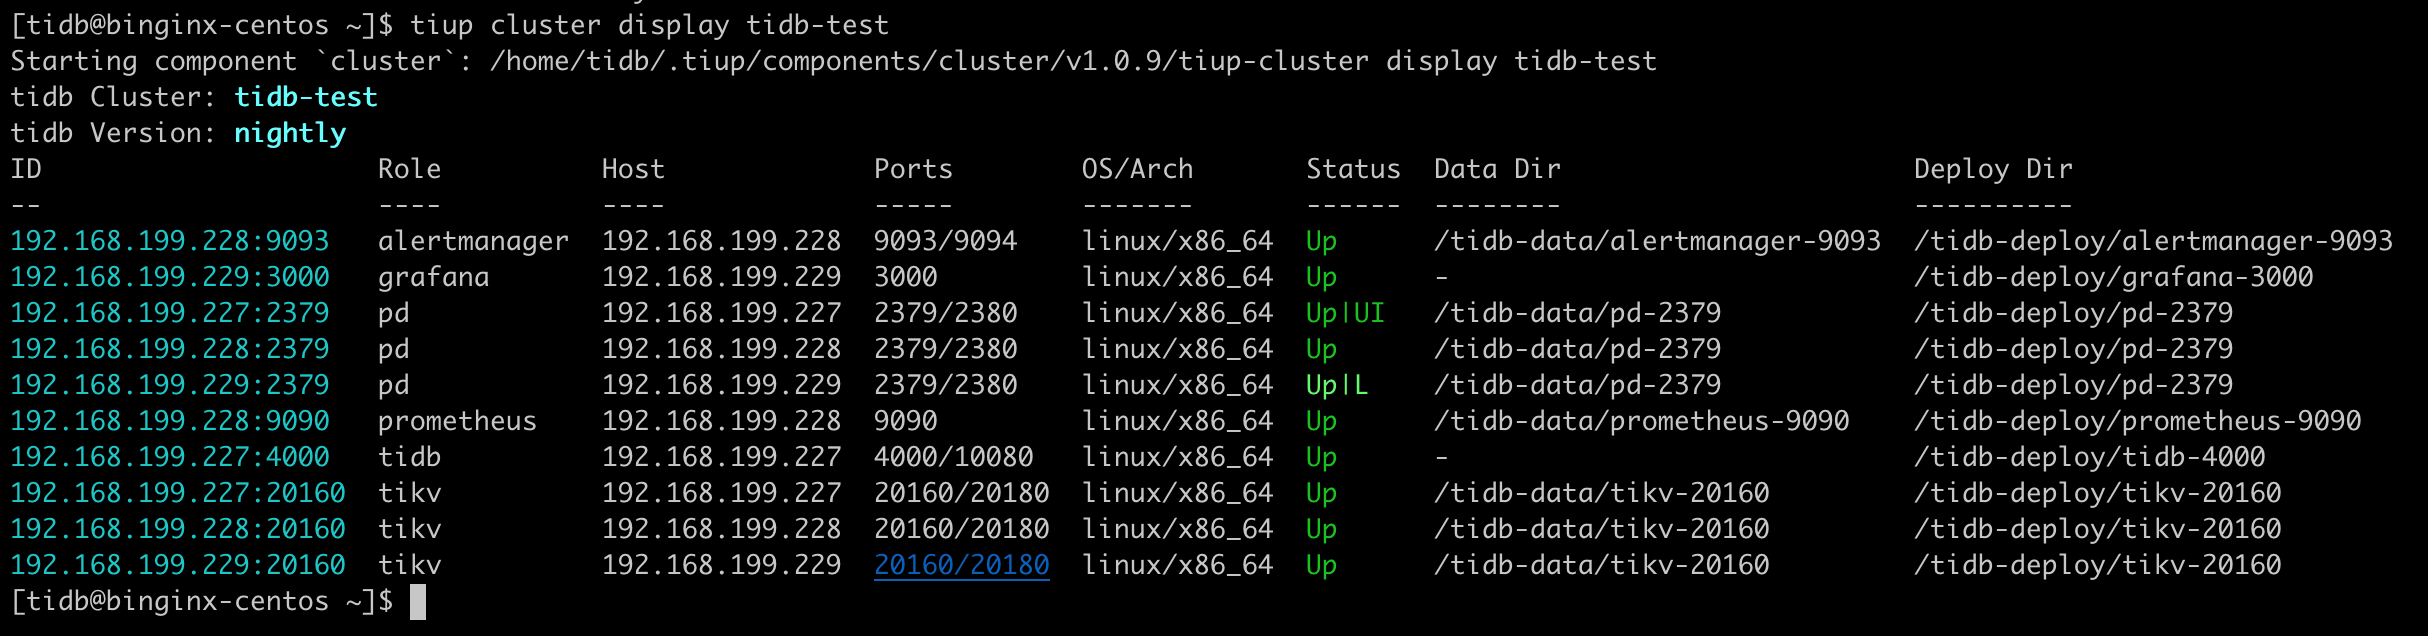 [tidb@binginx-centos ~]$ tiup cluster display tidb-test
Starting component `cluster`: /home/tidb/.tiup/components/cluster/v1.0.9/tiup-cluster display tidb-test
tidb Cluster: tidb-test
tidb Version: nightly
ID                    Role          Host             Ports        OS/Arch       Status  Data Dir                      Deploy Dir
--                    ----          ----             -----        -------       ------  --------                      ----------
192.168.199.228:9093   alertmanager  192.168.199.228  9093/9094    linux/x86_64  Up      /tidb-data/alertmanager-9093  /tidb-deploy/alertmanager-9093
192.168.199.229:3000   grafana       192.168.199.229  3000         linux/x86_64  Up      -                             /tidb-deploy/grafana-3000
192.168.199.227:2379   pd            192.168.199.227  2379/2380    linux/x86_64  Up|UI   /tidb-data/pd-2379            /tidb-deploy/pd-2379
192.168.199.228:2379   pd            192.168.199.228  2379/2380    linux/x86_64  Up      /tidb-data/pd-2379            /tidb-deploy/pd-2379
192.168.199.229:2379   pd            192.168.199.229  2379/2380    linux/x86_64  Up|L    /tidb-data/pd-2379            /tidb-deploy/pd-2379
192.168.199.228:9090   prometheus    192.168.199.228  9090         linux/x86_64  Up      /tidb-data/prometheus-9090    /tidb-deploy/prometheus-9090
192.168.199.227:4000   tidb          192.168.199.227  4000/10080   linux/x86_64  Up      -                             /tidb-deploy/tidb-4000
192.168.199.227:20160  tikv          192.168.199.227  20160/20180  linux/x86_64  Up      /tidb-data/tikv-20160         /tidb-deploy/tikv-20160
192.168.199.228:20160  tikv          192.168.199.228  20160/20180  linux/x86_64  Up      /tidb-data/tikv-20160         /tidb-deploy/tikv-20160
192.168.199.229:20160  tikv          192.168.199.229  20160/20180  linux/x86_64  Up      /tidb-data/tikv-20160         /tidb-deploy/tikv-20160
[tidb@binginx-centos ~]$